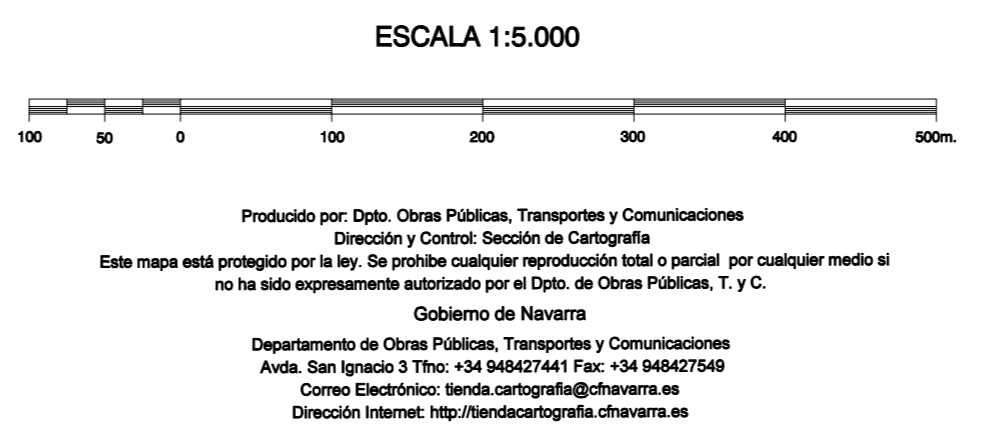 ESCALA 1:5.000
100 50 0 100 200 300 400 500m.
Producido por: Dpto. Obras Públicas, Transportes y Comunicaciones
Dirección y Control: Sección de Cartografía
Este mapa está protegido por la ley. Se prohibe cualquier reproducción total o parcial por cualquier medio si
no ha sido expresamente autorizado por el Dpto. de Obras Públicas, T. y C.
Gobierno de Navarra
Departamento de Obras Públicas, Transportes y Comunicaciones
Avda. San Ignacio 3 Tfno: +34 948427441 Fax: +34 948427549
Correo Electrónico: tienda.cartografia@cfnavarra.es
Dirección Internet: http://tiendacartografia.cfnavarra.es